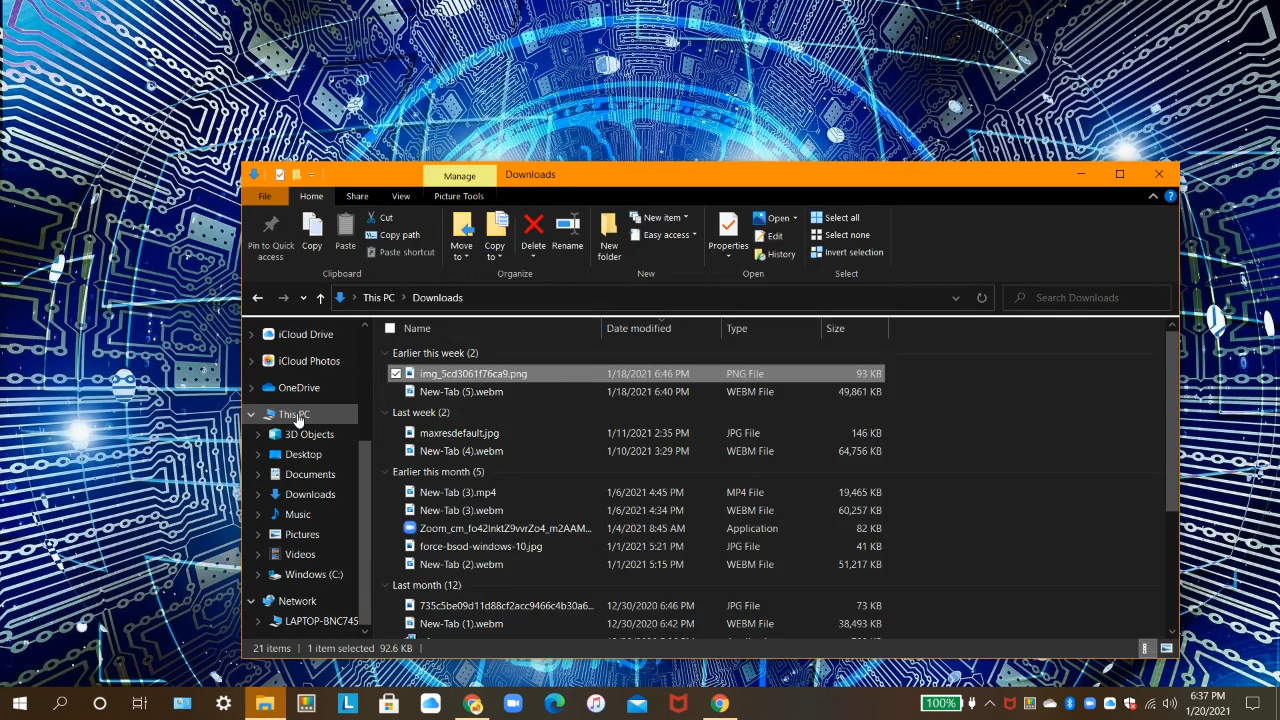 Manage
Downloads
File
Home
Share
View
Picture Tools
Pin to Quick access
Copy
Paste
Cut
Copy path
Paste shortcut
Clipboard
Move to
Copy to
Delete
Rename
Organize
New folder
New item
Easy access
New
Properties
Open
Edit
History
Open
Select all
Select none
Invert selection
Select
This PC > Downloads
Search Downloads
iCloud Drive
iCloud Photos
OneDrive
This PC
3D Objects
Desktop
Documents
Downloads
Music
Pictures
Videos
Windows (C:)
Network
LAPTOP-BNC745
Name Date modified Type Size
Earlier this week (2)
img_5cd3061f76ca9.png 1/18/2021 6:46 PM PNG File 93 KB
New-Tab (5).webm 1/18/2021 6:40 PM WEBM File 49,861 KB
Last week (2)
maxresdefault.jpg 1/11/2021 2:35 PM JPG File 146 KB
New-Tab (4).webm 1/10/2021 3:29 PM WEBM File 64,756 KB
Earlier this month (5)
New-Tab (3).mp4 1/6/2021 4:45 PM MP4 File 19,465 KB
New-Tab (3).webm 1/6/2021 4:34 PM WEBM File 60,257 KB
Zoom_cm_fo42lnktZ9vvrZo4_m2AAM... 1/4/2021 8:45 AM Application 82 KB
force-bsod-windows-10.jpg 1/1/2021 5:21 PM JPG File 41 KB
New-Tab (2).webm 1/1/2021 5:15 PM WEBM File 51,217 KB
Last month (12)
735c5be09d11d88cf2acc9466c4b30a6... 12/30/2020 6:46 PM JPG File 73 KB
New-Tab (1).webm 12/30/2020 6:42 PM WEBM File 38,493 KB
21 items 1 item selected 92.6 KB
L
100%
6:37 PM
1/20/2021